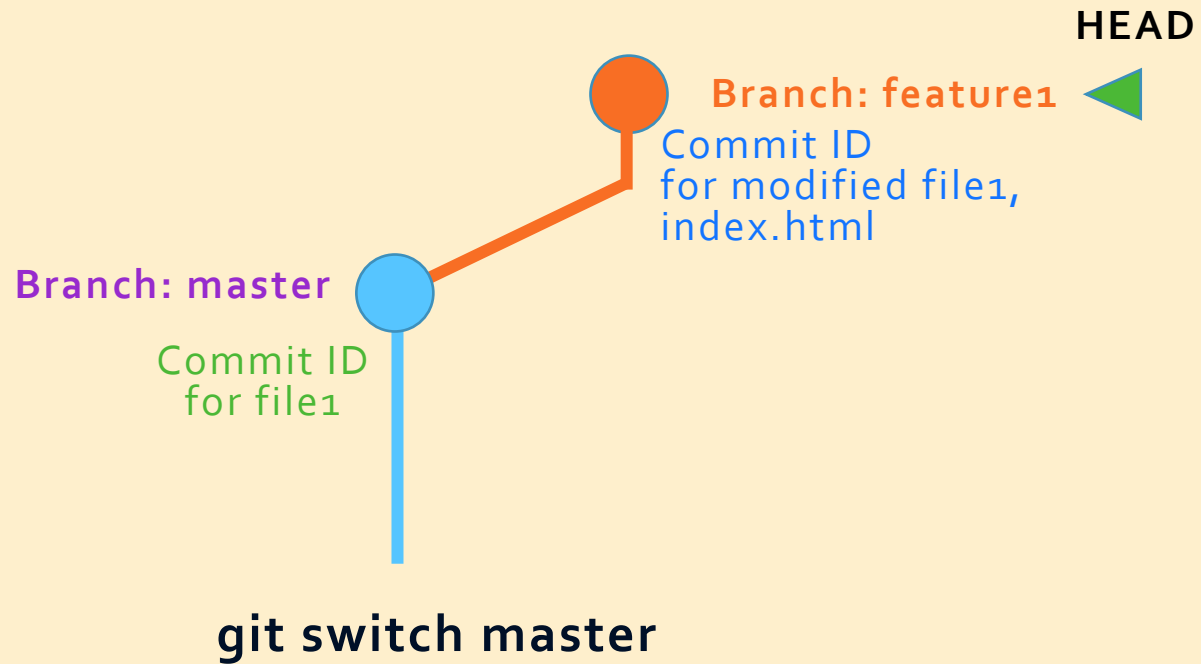 HEAD
Branch: feature1
Commit ID
for modified file1,
index.html
Branch: master
Commit ID
for file1
git switch master